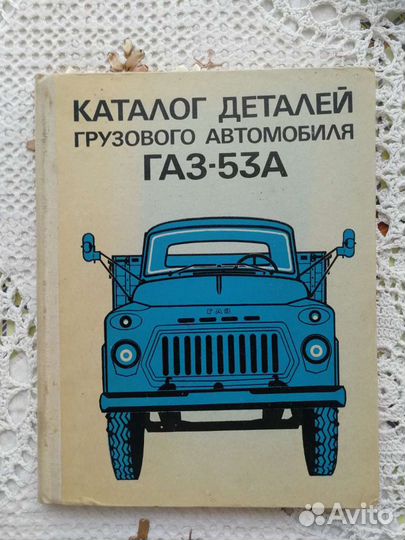 КАТАЛОГ ДЕТАЛЕЙ
ГРУЗОВОГО АВТОМОБИЛЯ
ГАЗ-53А
ГАЗ
Avito